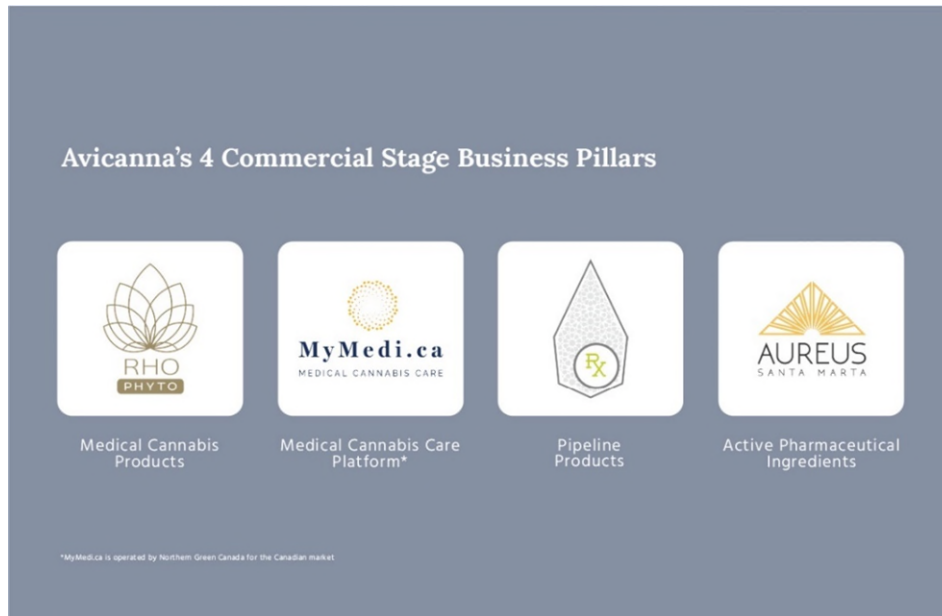 Avicanna's 4 Commercial Stage Business Pillars
RHO
PHYTO
Medical Cannabis
Products
MyMedi.ca
MEDICAL CANNABIS CARE
Medical Cannabis Care
Platform*
RX
Pipeline
Products
AUREUS
SANTA MARTA
Active Pharmaceutical
Ingredients
*MyMedi.ca is operated by Northern Green Canada for the Canadian market